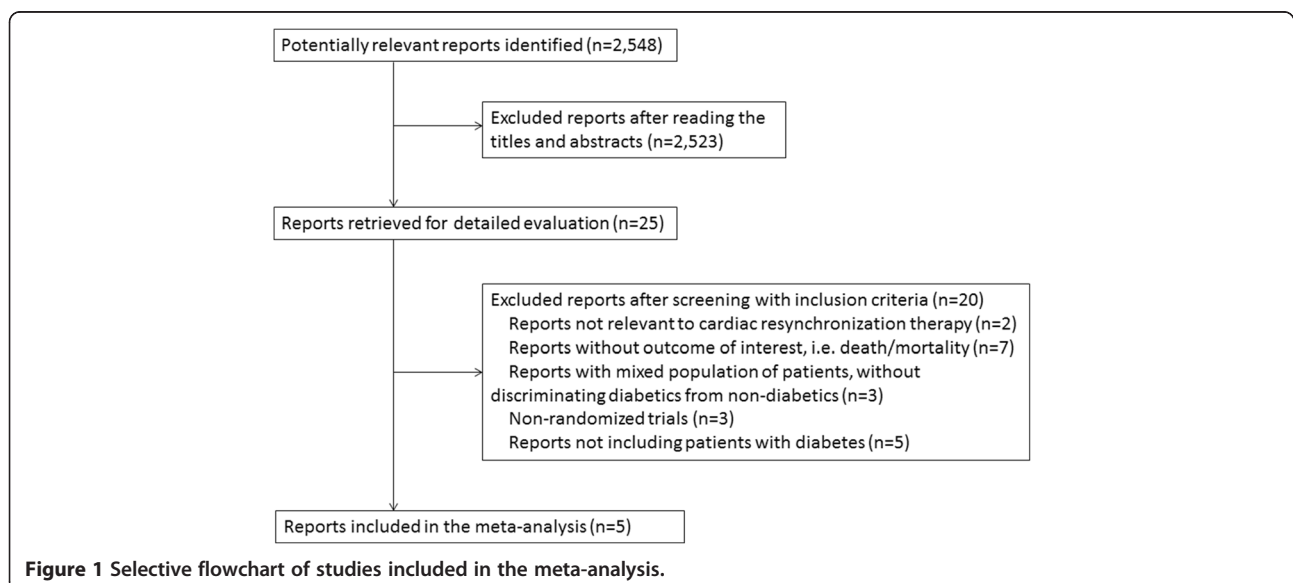 Potentially relevant reports identified (n=2,548)
Excluded reports after reading the
titles and abstracts (n=2,523)
Reports retrieved for detailed evaluation (n=25)
Excluded reports after screening with inclusion criteria (n=20)
Reports not relevant to cardiac resynchronization therapy (n=2)
Reports without outcome of interest, i.e. death/mortality (n=7)
Reports with mixed population of patients, without
discriminating diabetics from non-diabetics (n=3)
Non-randomized trials (n=3)
Reports not including patients with diabetes (n=5)
Reports included in the meta-analysis (n=5)
Figure 1 Selective flowchart of studies included in the meta-analysis.